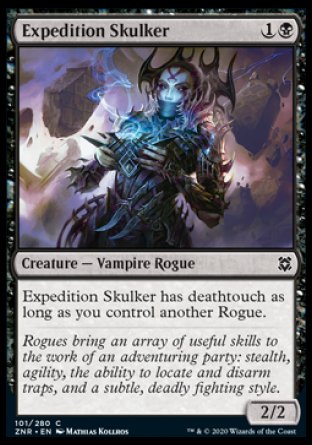 Expedition Skulker 1
Creature — Vampire Rogue
Expedition Skulker has deathtouch as
long as you control another Rogue.
Rogues bring an array of useful skills to
the work of an adventuring party: stealth,
agility, the ability to locate and disarm
traps, and a subtle, deadly fighting style.
2/2
101/280 C
ZNR • EN Mathias Kollros
™ & © 2020 Wizards of the Coast